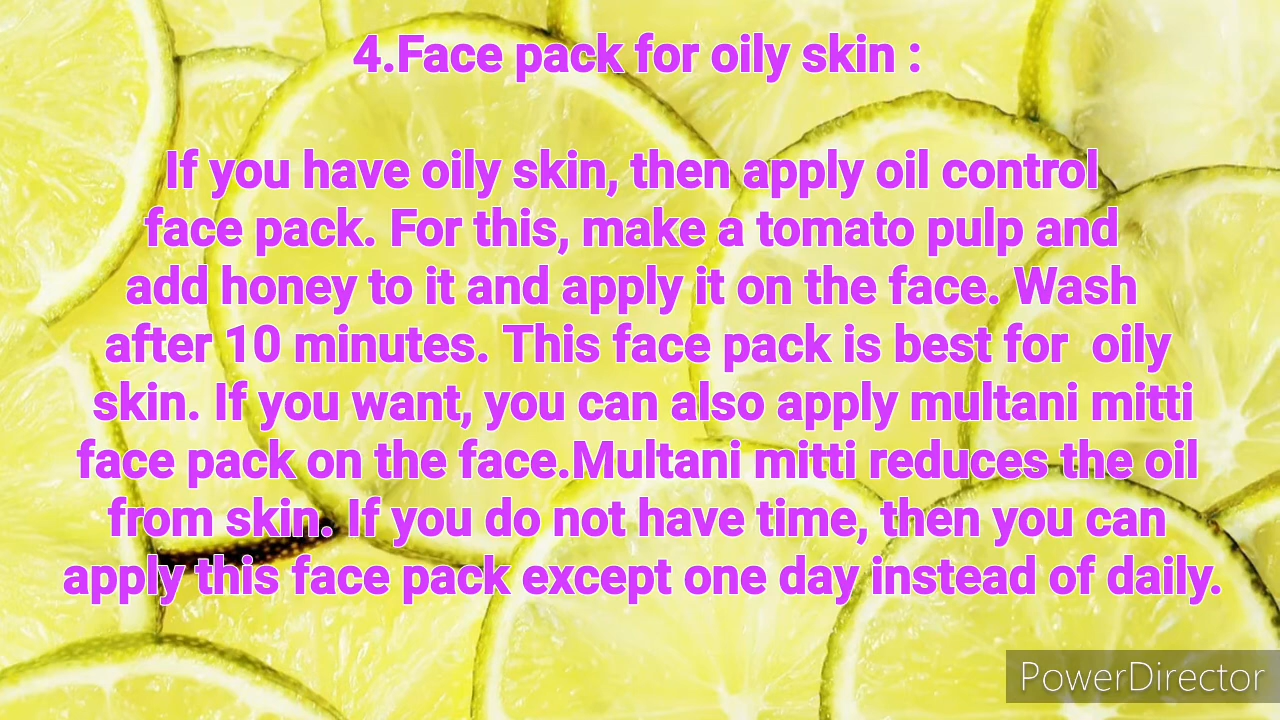 4.Face pack for oily skin :
If you have oily skin, then apply oil control
face pack. For this, make a tomato pulp and
add honey to it and apply it on the face. Wash
after 10 minutes. This face pack is best for  oily
skin. If you want, you can also apply multani mitti
face pack on the face.Multani mitti reduces the oil
from skin. If you do not have time, then you can
apply this face pack except one day instead of daily.
PowerDirector